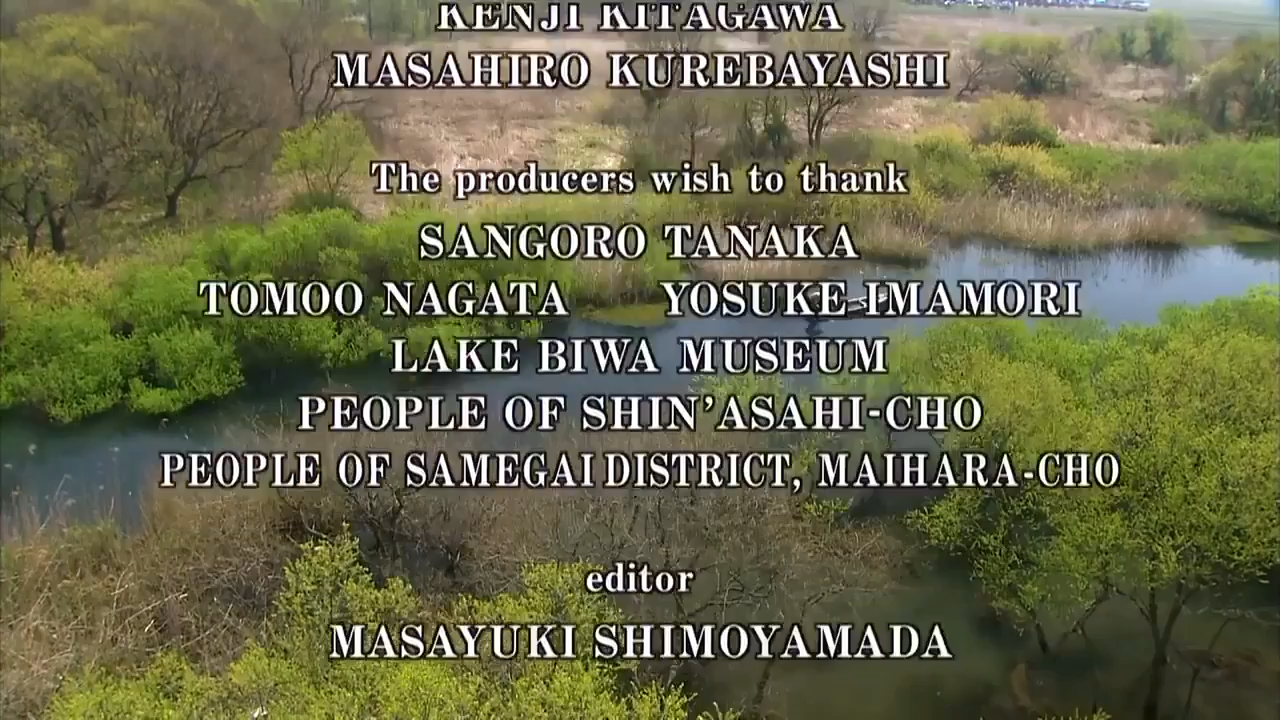 KENJI KITAGAWA
MASAHIRO KUREBAYASHI
The producers wish to thank
SANGORO TANAKA
TOMOO NAGATA YOSUKE IMAMORI
LAKE BIWA MUSEUM
PEOPLE OF SHIN'ASAHI-CHO
PEOPLE OF SAMEGAI DISTRICT, MAIHARA-CHO
editor
MASAYUKI SHIMOYAMADA